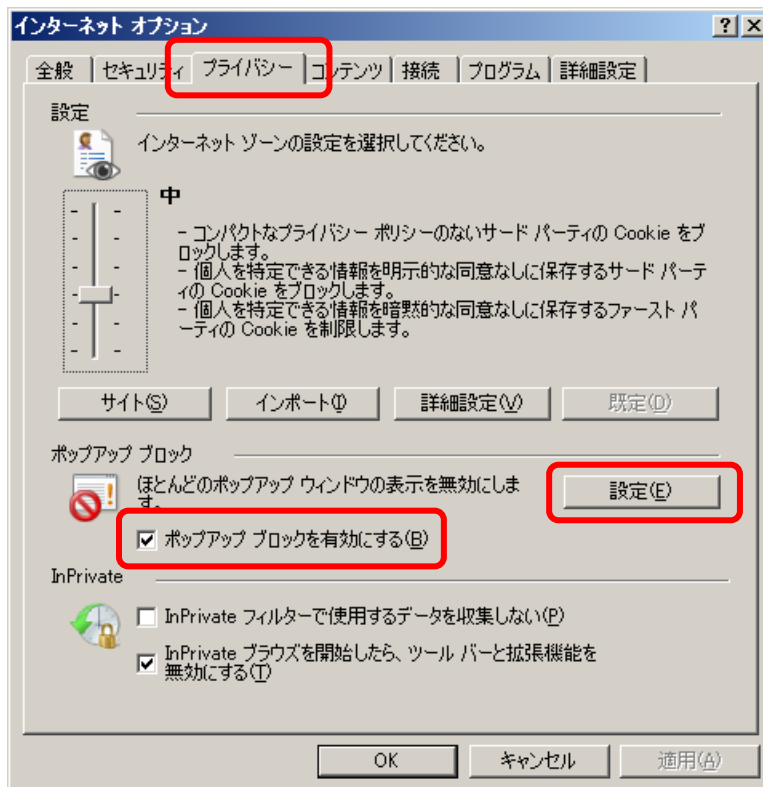 インターネット オプション
全般 セキュリティ プライバシー コンテンツ 接続 プログラム 詳細設定
設定
インターネット ゾーンの設定を選択してください。
中
- コンパクトなプライバシー ポリシーのないサード パーティの Cookie をブ
ロックします。
- 個人を特定できる情報を明示的な同意なしに保存するサード パーテ
ィの Cookie をブロックします。
- 個人を特定できる情報を暗黙的な同意なしに保存するファースト パ
ーティの Cookie を制限します。
サイト(S) インポート(I) 詳細設定(V) 既定(D)
ポップアップ ブロック
ほとんどのポップアップ ウィンドウの表示を無効にしま
す。
設定(E)
ポップアップ ブロックを有効にする(B)
InPrivate
InPrivate フィルターで使用するデータを収集しない(P)
InPrivate ブラウズを開始したら、ツール バーと拡張機能を
無効にする(T)
OK キャンセル 適用(A)